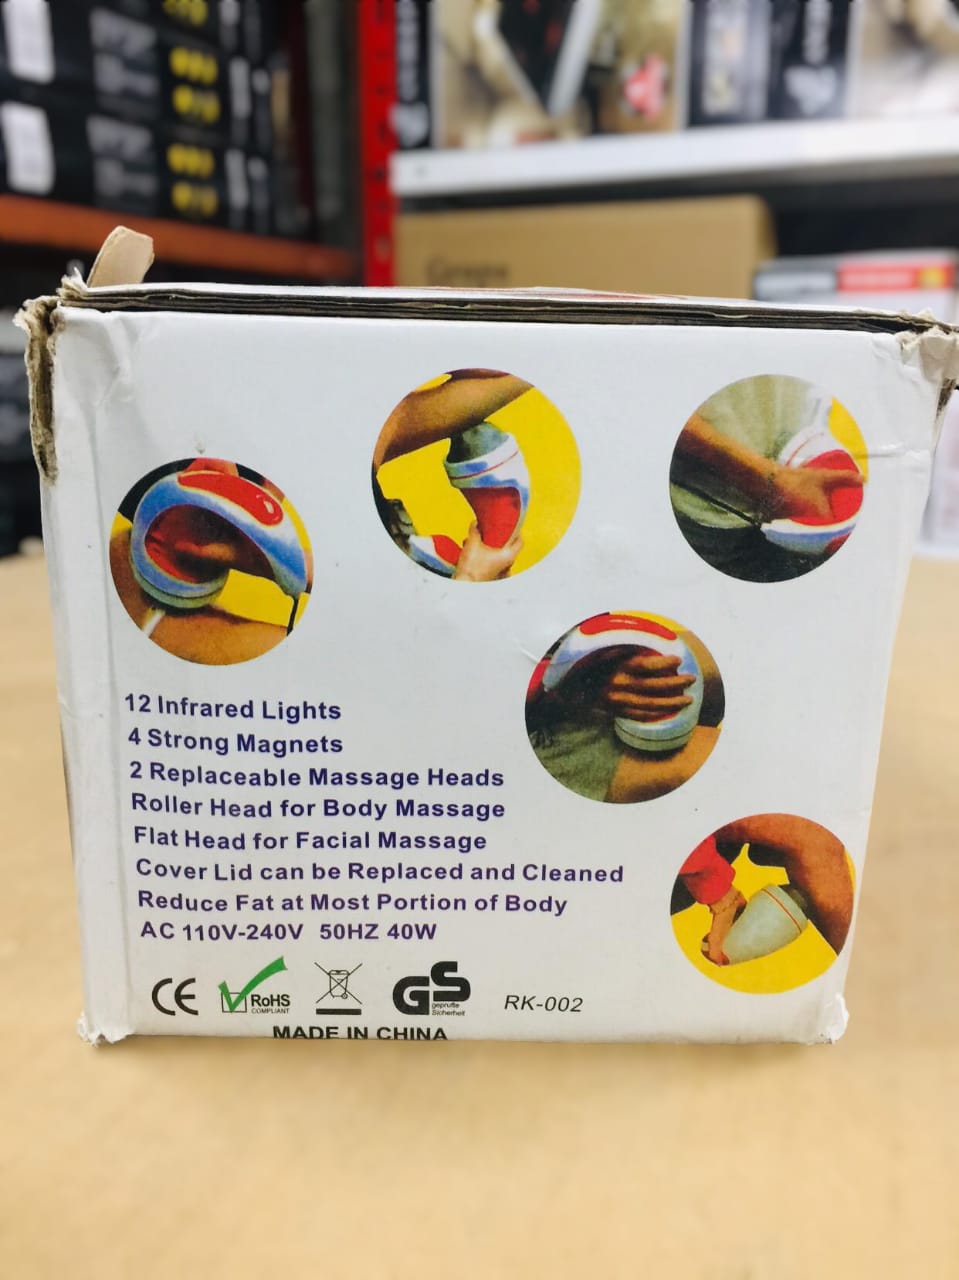 12 Infrared Lights
4 Strong Magnets
2 Replaceable Massage Heads
Roller Head for Body Massage
Flat Head for Facial Massage
Cover Lid can be Replaced and Cleaned
Reduce Fat at Most Portion of Body
AC 110V-240V 50HZ 40W
CE
RoHS
COMPLIANT
GS
geprufte
Sicherheit
RK-002
MADE IN CHINA